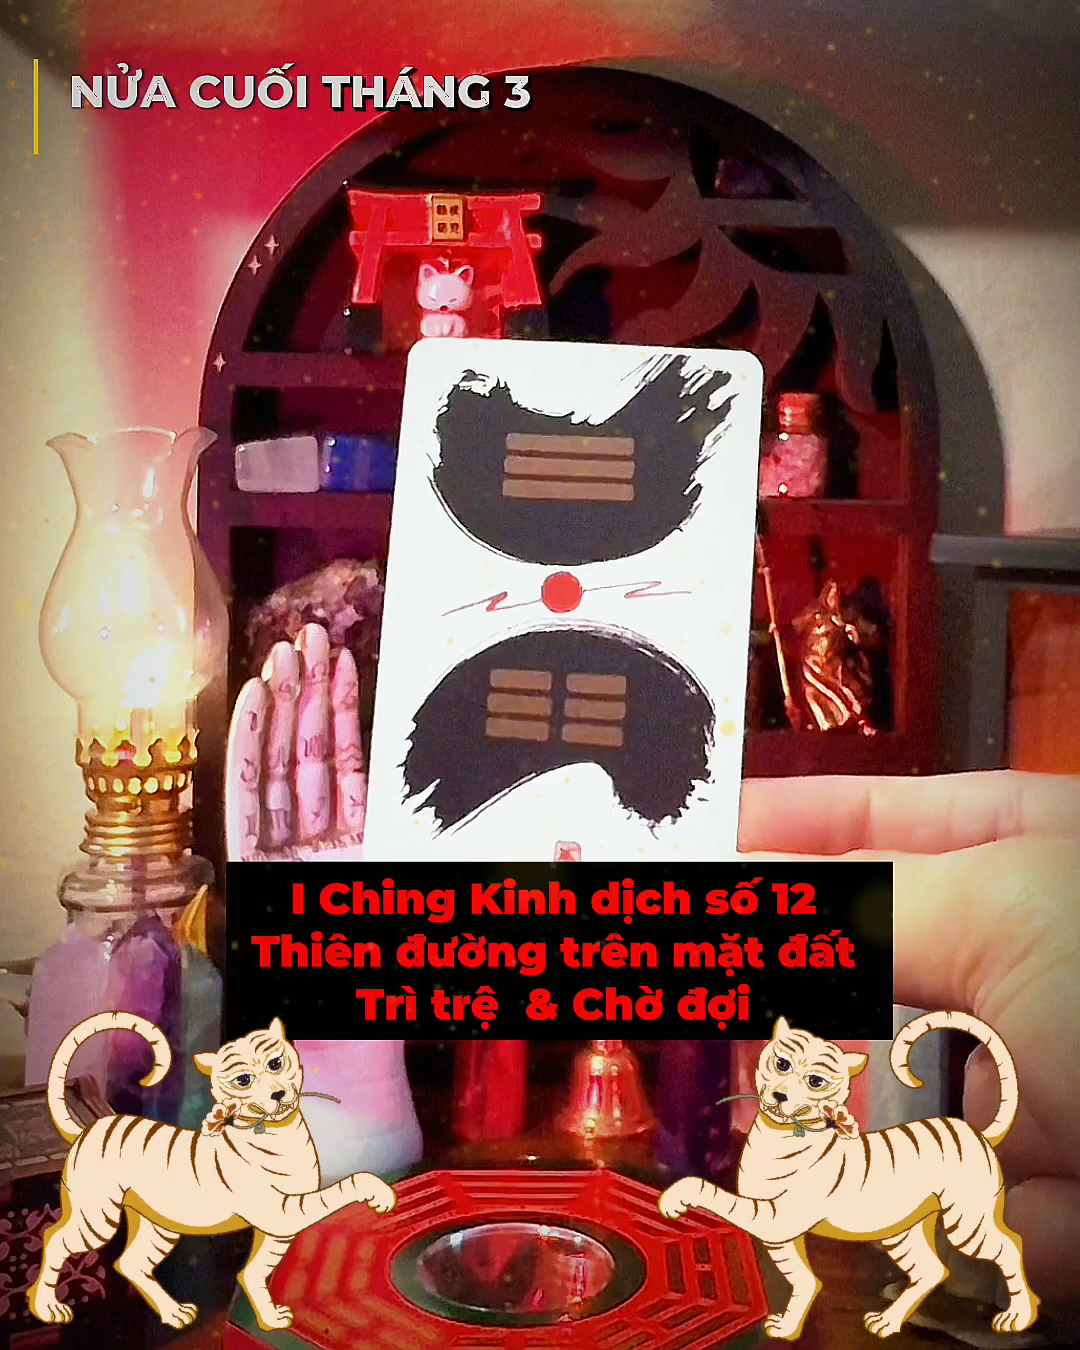 NỬA CUỐI THÁNG 3
I Ching Kinh dịch số 12
Thiên đường trên mặt đất
Trì trệ & Chờ đợi